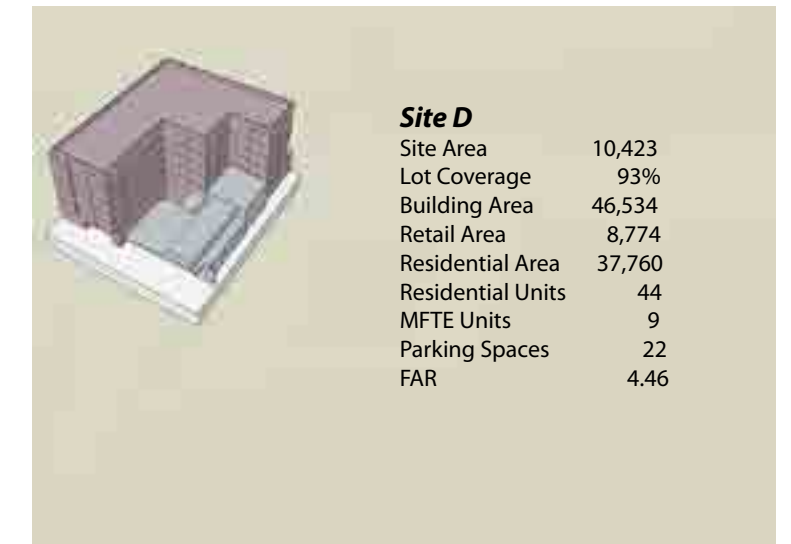 Site D
Site Area 10,423
Lot Coverage 93%
Building Area 46,534
Retail Area 8,774
Residential Area 37,760
Residential Units 44
MFTE Units 9
Parking Spaces 22
FAR 4.46